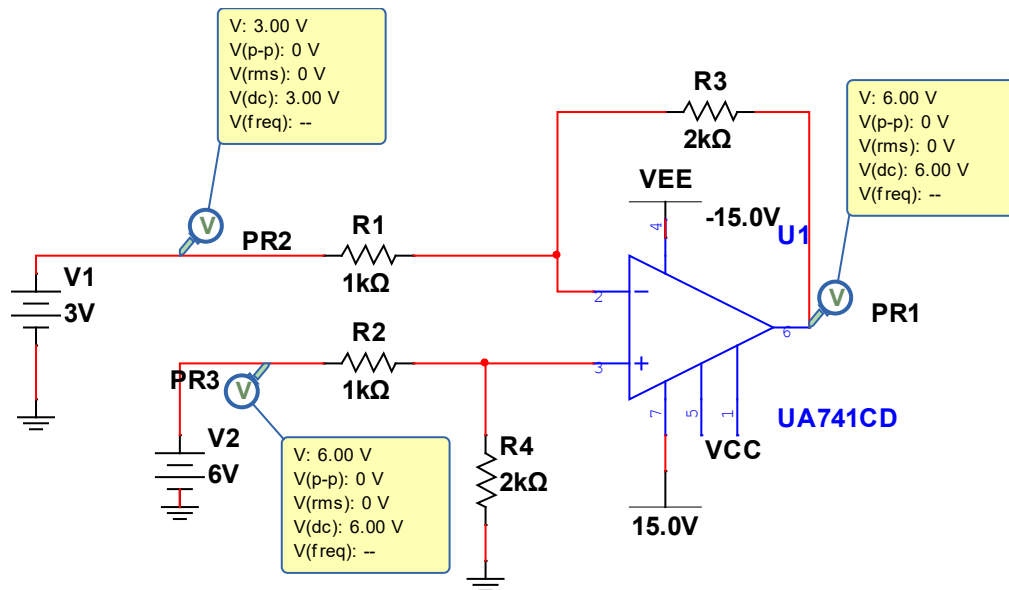 V: 3.00 V
V(p-p): 0 V
V(rms): 0 V
V(dc): 3.00 V
V(freq): --
V
PR2
R1
1kΩ
V1
3V
R3
2kΩ
VEE
-15.0V
4
U1
V: 6.00 V
V(p-p): 0 V
V(rms): 0 V
V(dc): 6.00 V
V(freq): --
V
PR1
2
−
6
R2
1kΩ
3
+
PR3
V
V2
6V
V: 6.00 V
V(p-p): 0 V
V(rms): 0 V
V(dc): 6.00 V
V(freq): --
R4
2kΩ
7
5
1
UA741CD
VCC
15.0V